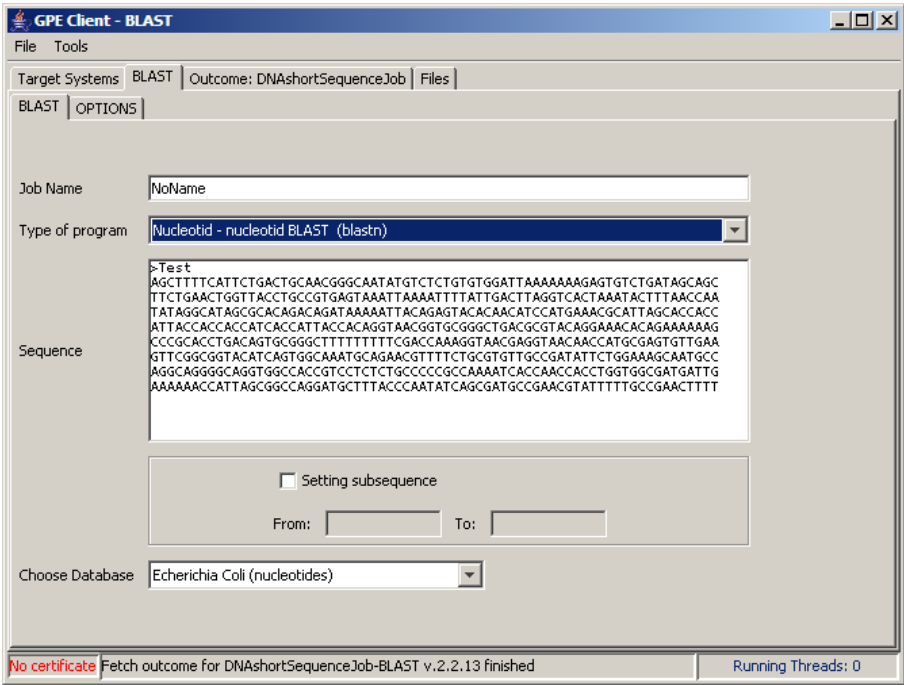 GPE Client - BLAST
File Tools
Target Systems BLAST Outcome: DNAshortSequenceJob Files
BLAST OPTIONS
Job Name NoName
Type of program Nucleotid - nucleotid BLAST (blastn)
Sequence
>Test
AGCTTTTCATTCTGACTGCAACGGGCAATATGTCTCTGTGTGGATTAAAAAAAGAGTGTCTGATAGCAGC
TTCTGAACTGGTTACCTGCCGTGAGTAAATTAAAATTTTATTGACTTAGGTCACTAAATACTTTAACCAA
TATAGGCATAGCGCACAGACAGATAAAAATTACAGAGTACACAACATCCATGAAACGCATTAGCACCACC
ATTACCACCACCATCACCATTACCACAGGTAACGGTGCGGGCTGACGCGTACAGGAAACACAGAAAAAAG
CCCGCACCTGACAGTGCGGGCTTTTTTTTTCGACCAAAGGTAACGAGGTAACAACCATGCGAGTGTTGAA
GTTCGGCGGTACATCAGTGGCAAATGCAGAACGTTTTCTGCGTGTTGCCGATATTCTGGAAAGCAATGCC
AGGCAGGGGCAGGTGGCCACCGTCCTCTCTGCCCCCGCCAAAATCACCAACCACCTGGTGGCGATGATTG
AAAAAACCATTAGCGGCCAGGATGCTTTACCCAATATCAGCGATGCCGAACGTATTTTTGCCGAACTTTT
Setting subsequence
From: To:
Choose Database Echerichia Coli (nucleotides)
No certificate Fetch outcome for DNAshortSequenceJob-BLAST v.2.2.13 finished Running Threads: 0